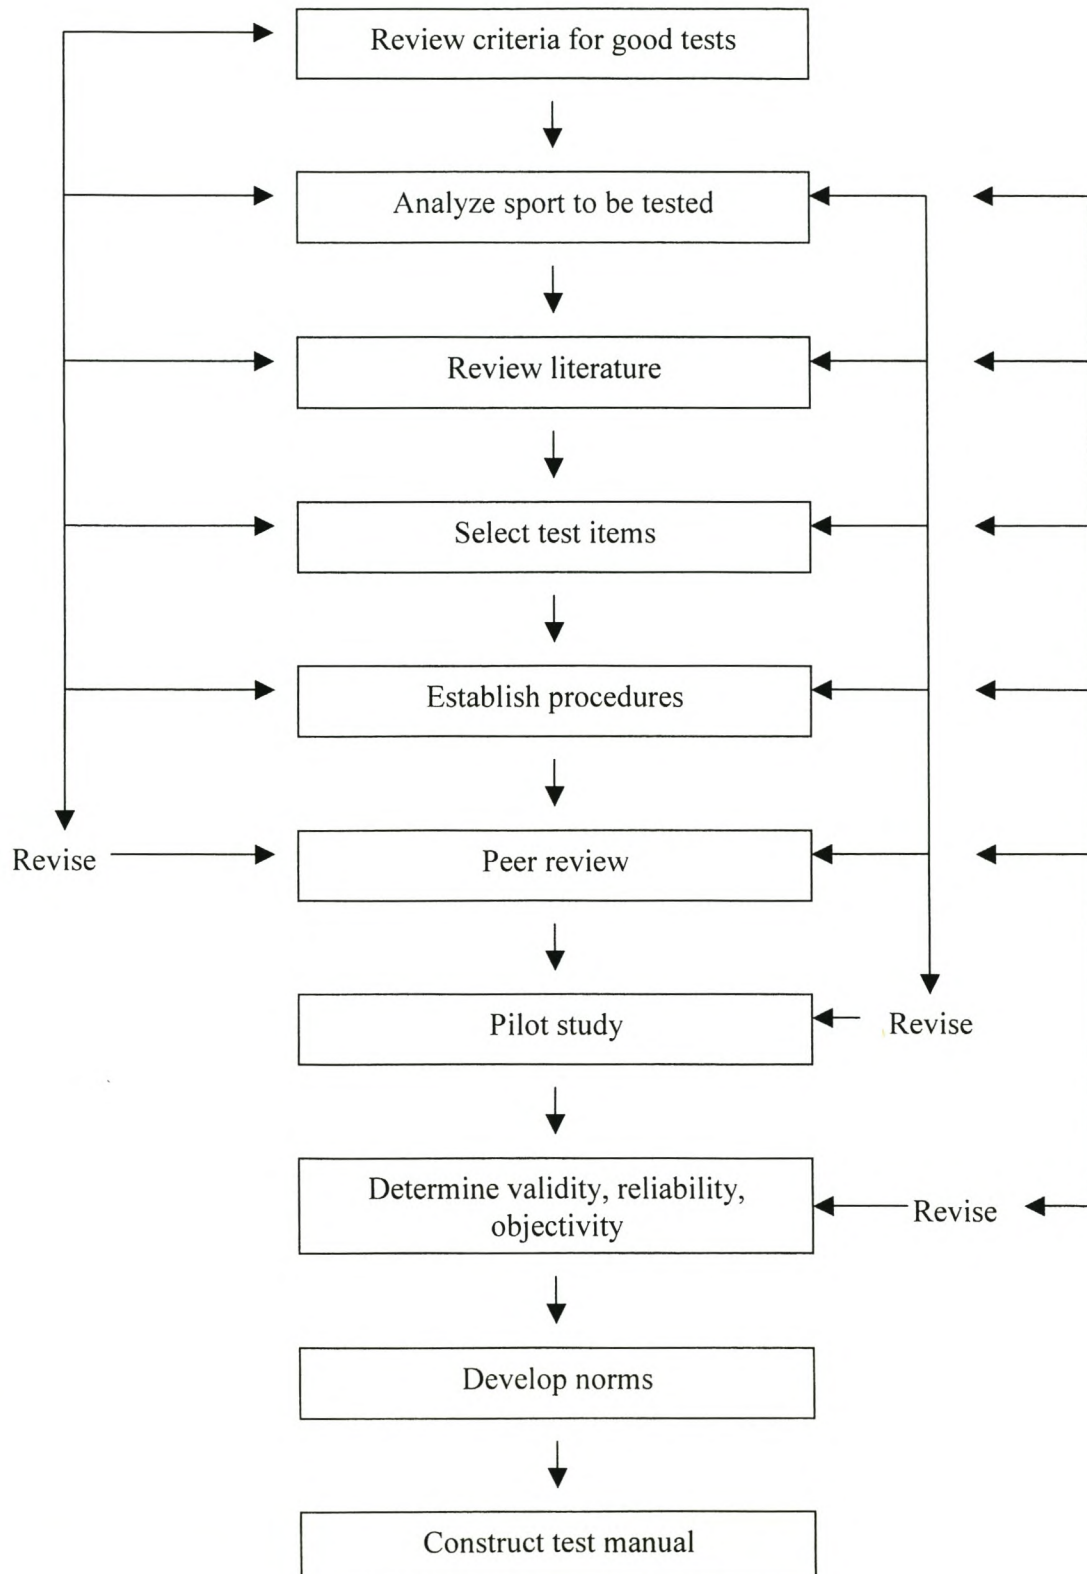 Review criteria for good tests
Analyze sport to be tested
Review literature
Select test items
Establish procedures
Revise
Peer review
Pilot study
Revise
Determine validity, reliability,
objectivity
Revise
Develop norms
Construct test manual